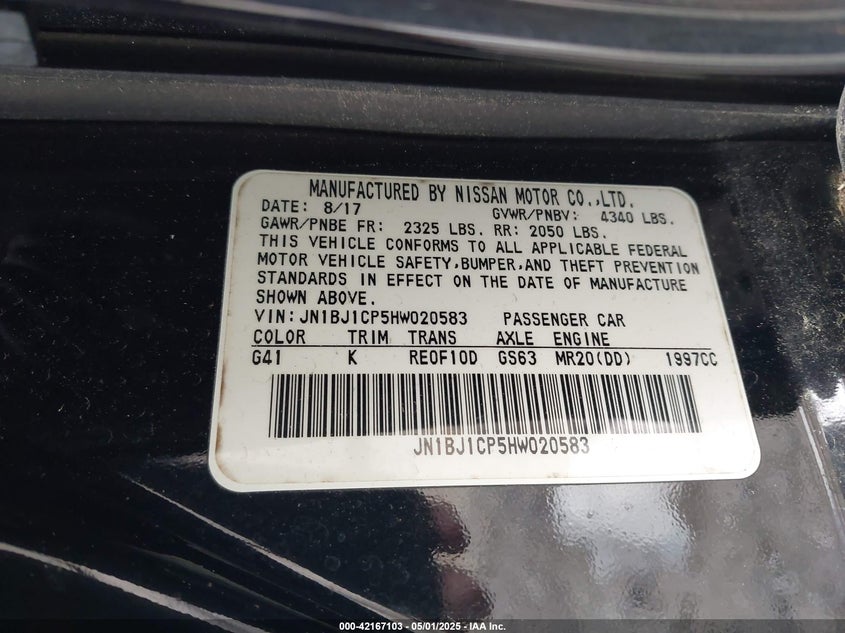 MANUFACTURED BY NISSAN MOTOR CO.,LTD.
DATE: 8/17 GVWR/PNBV: 4340 LBS.
GAWR/PNBE FR: 2325 LBS. RR: 2050 LBS.
THIS VEHICLE CONFORMS TO ALL APPLICABLE FEDERAL
MOTOR VEHICLE SAFETY,BUMPER,AND THEFT PREVENTION
STANDARDS IN EFFECT ON THE DATE OF MANUFACTURE
SHOWN ABOVE.
VIN:JN1BJ1CP5HW020583 PASSENGER CAR
COLOR TRIM TRANS AXLE ENGINE
G41 K RE0F10D GS63 MR20(DD) 1997CC
JN1BJ1CP5HW020583
000-42167103 - 05/01/2025 - IAA Inc.